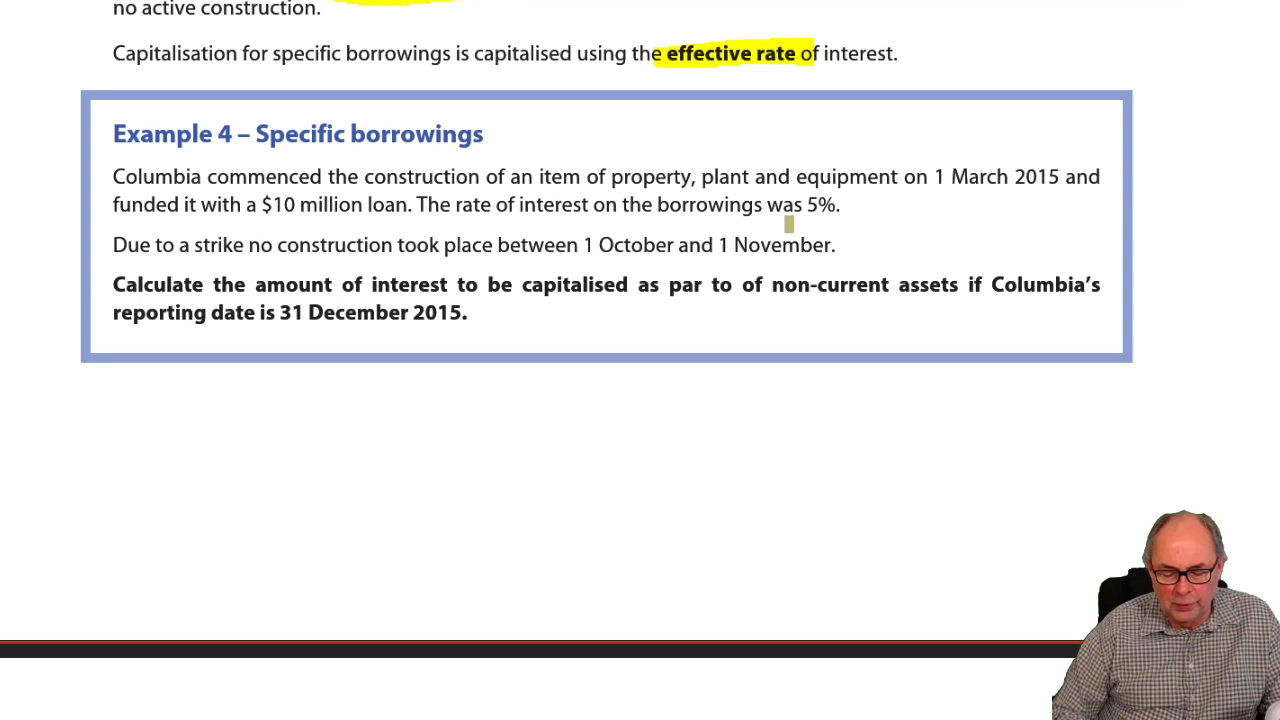 no active construction.
Capitalisation for specific borrowings is capitalised using the effective rate of interest.
Example 4 – Specific borrowings
Columbia commenced the construction of an item of property, plant and equipment on 1 March 2015 and
funded it with a $10 million loan. The rate of interest on the borrowings was 5%.
Due to a strike no construction took place between 1 October and 1 November.
Calculate the amount of interest to be capitalised as par to of non-current assets if Columbia’s
reporting date is 31 December 2015.